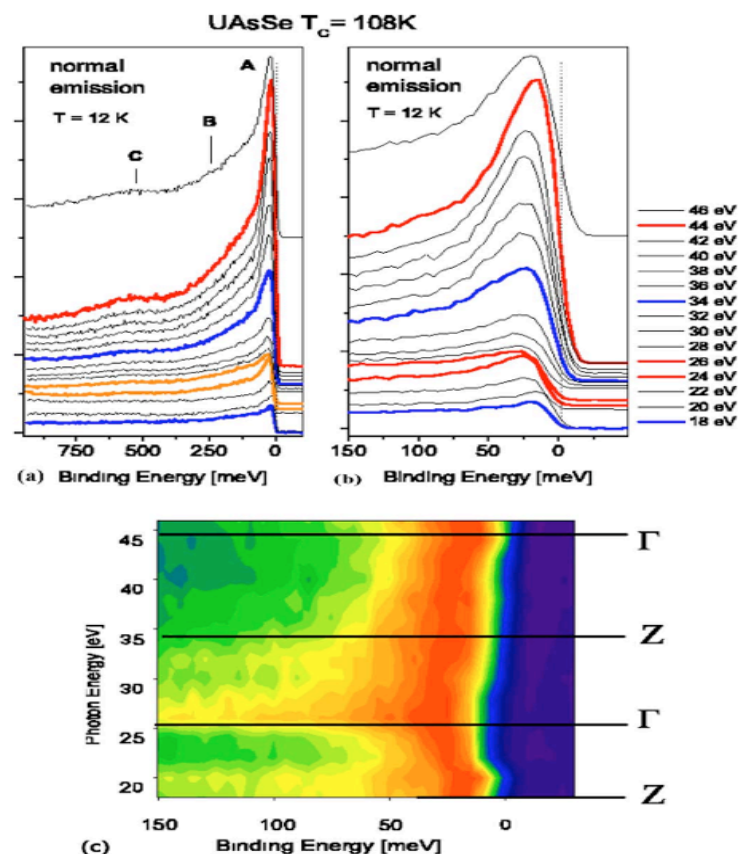 UAsSe T_C = 108K
normal
emission
T = 12 K
A
B
C
750 500 250 0
(a) Binding Energy [meV]
normal
emission
T = 12 K
150 100 50 0
(b) Binding Energy [meV]
46 eV
44 eV
42 eV
40 eV
38 eV
36 eV
34 eV
32 eV
30 eV
28 eV
26 eV
24 eV
22 eV
20 eV
18 eV
Photon Energy [eV]
45
40
35
30
25
20
Γ
Z
Γ
Z
150 100 50 0
(c) Binding Energy [meV]